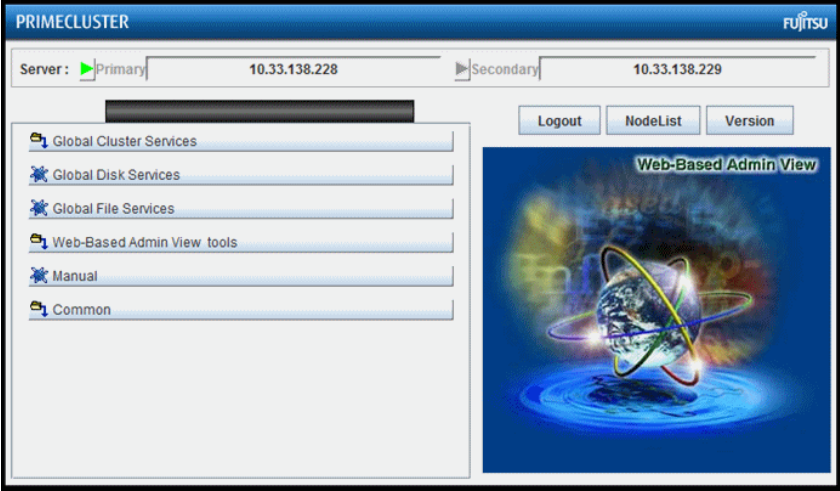 PRIMECLUSTER
FUJITSU
Server : Primary 10.33.138.228 Secondary 10.33.138.229
Logout NodeList Version
Global Cluster Services
Global Disk Services
Global File Services
Web-Based Admin View tools
Manual
Common
Web-Based Admin View